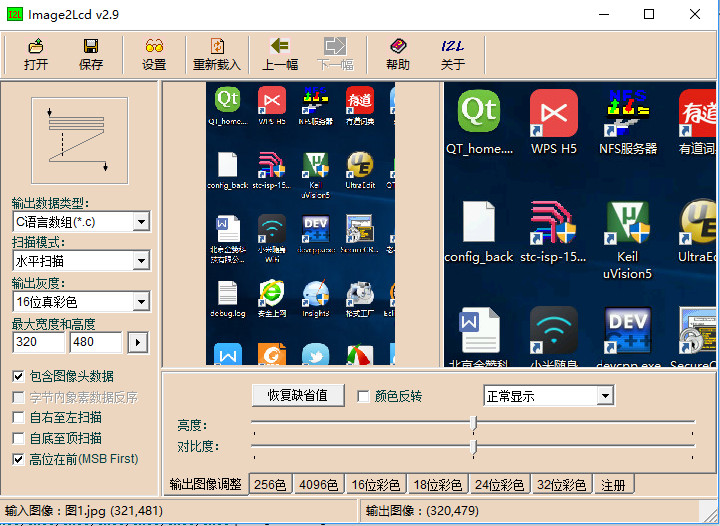 Image2Lcd v2.9
打开 保存 设置 重新载入 上一幅 下一幅 帮助 关于
I2L
输出数据类型:
C语言数组(*.c)
扫描模式:
水平扫描
输出灰度:
16位真彩色
最大宽度和高度
320 480
包含图像头数据
字节内象素数据反序
自右至左扫描
自底至顶扫描
高位在前(MSB First)
QT_home.... WPS H5 NFS服务器 有道词典
config_back stc-isp-15... Keil uVision5 UltraEdit
北京金赞科技有限公... 小米随身WiFi devcpp.exe SecureCR...
debug.log 安全上网 Insight3 格式工厂
QT_home.... WPS H5 NFS服务器 有道词
config_back stc-isp-15... Keil UltraEd
uVision5
北京金赞科 小米随身 devcpp.exe SecureC
恢复缺省值 颜色反转 正常显示
亮度:
对比度:
输出图像调整 256色 4096色 16位彩色 18位彩色 24位彩色 32位彩色 注册
输入图像: 图1.jpg (321,481) 输出图像: (320,479)